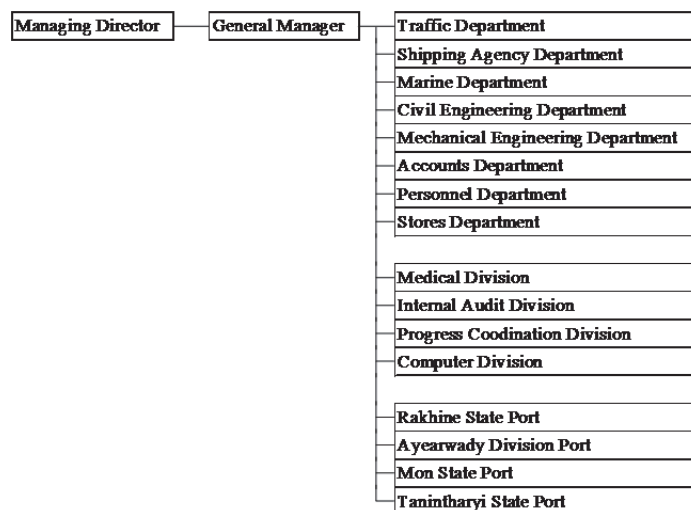 Managing Director
General Manager
Traffic Department
Shipping Agency Department
Marine Department
Civil Engineering Department
Mechanical Engineering Department
Accounts Department
Personnel Department
Stores Department
Medical Division
Internal Audit Division
Progress Coodination Division
Computer Division
Rakhine State Port
Ayearwady Division Port
Mon State Port
Tanintharyi State Port